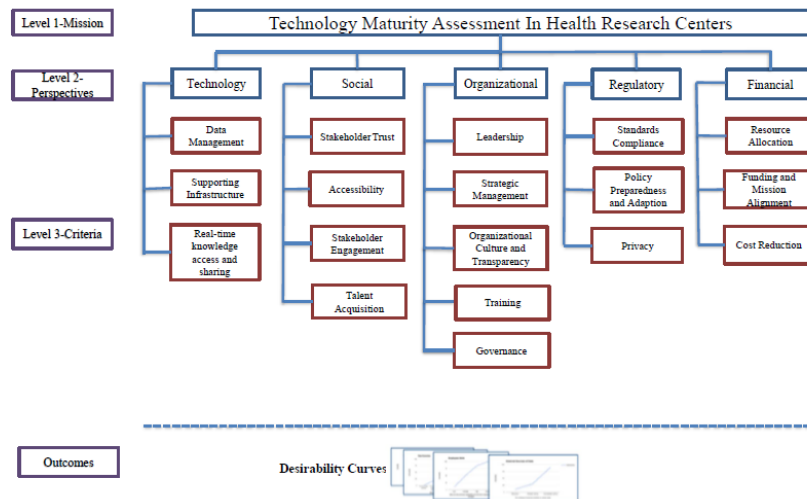 Level 1-Mission
Technology Maturity Assessment In Health Research Centers
Level 2-
Perspectives
Technology
Social
Organizational
Regulatory
Financial
Level 3-Criteria
Data
Management
Supporting
Infrastructure
Real-time
knowledge
access and
sharing
Stakeholder Trust
Accessibility
Stakeholder
Engagement
Talent
Acquisition
Leadership
Strategic
Management
Organizational
Culture and
Transparency
Training
Governance
Standards
Compliance
Policy
Preparedness
and Adaption
Privacy
Resource
Allocation
Funding and
Mission
Alignment
Cost Reduction
Outcomes
Desirability Curves